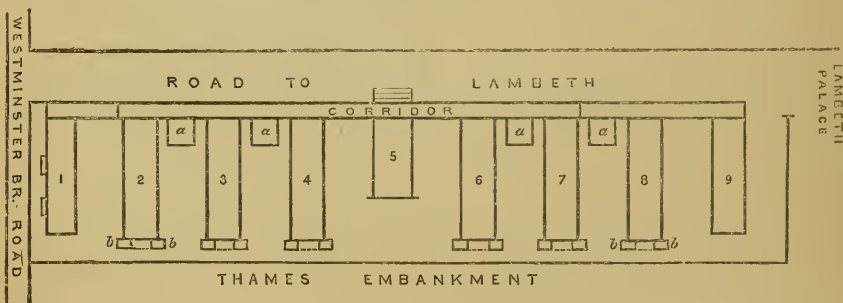 WESTMINSTER BR. ROAD
ROAD TO LAMBETH
LAMBETH PALACE
CORRIDOR
a a a a
1 2 3 4 5 6 7 8 9
b b b b
THAMES EMBANKMENT